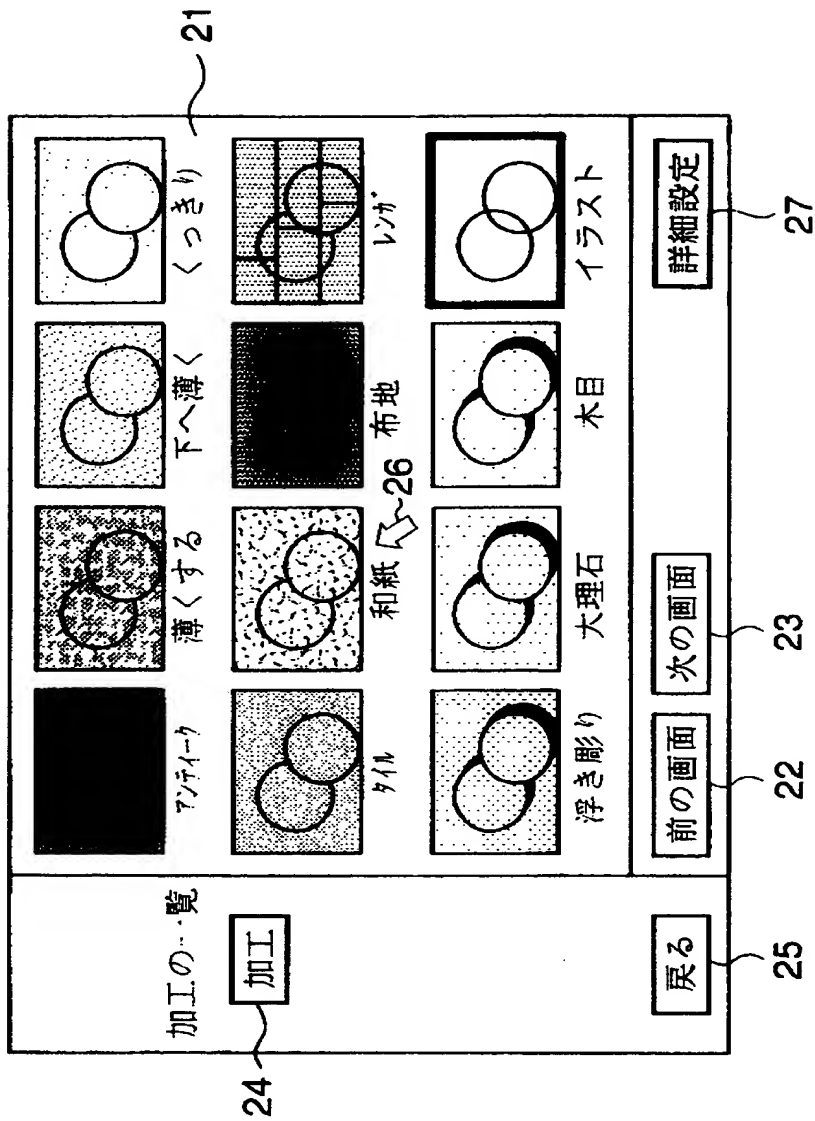 加工の一覧
24
加工
アンティーク
薄くする
下へ薄く
くっきり
21
タイル
和紙
26
布地
レンガ
浮き彫り
大理石
木目
イラスト
戻る
前の画面
次の画面
詳細設定
25
22
23
27